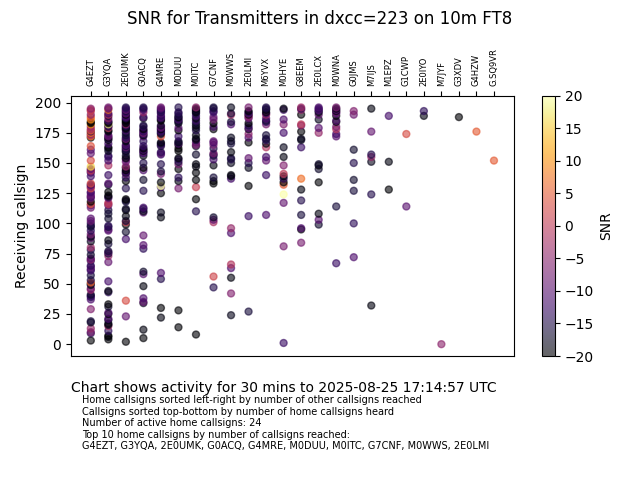 SNR for Transmitters in dxcc=223 on 10m FT8
G4EZT G3YQA 2E0UMK G0ACQ G4MRE M0DUU M0ITC G7CNF M0WWS 2E0LMI M6YVX M0HYE G8EEM 2E0LCX M0WNA G0JMS M7IJS M1EPZ G1CWP 2E0IYO M7JYF G3XDV G4HZW G.SQ9VR
200
175
150
125
100
75
50
25
0
Receiving callsign
20
15
10
5
0
−5
−10
−15
−20
SNR
Chart shows activity for 30 mins to 2025-08-25 17:14:57 UTC
Home callsigns sorted left-right by number of other callsigns reached
Callsigns sorted top-bottom by number of home callsigns heard
Number of active home callsigns: 24
Top 10 home callsigns by number of callsigns reached:
G4EZT, G3YQA, 2E0UMK, G0ACQ, G4MRE, M0DUU, M0ITC, G7CNF, M0WWS, 2E0LMI